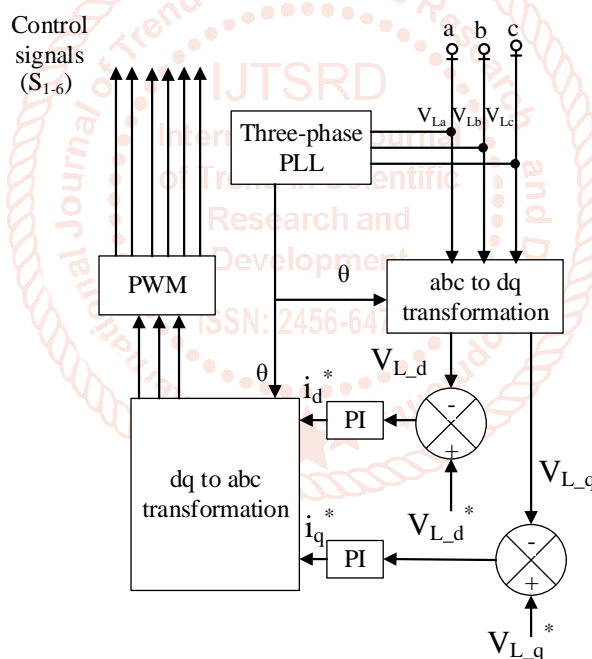 Control
signals
(S1-6)
a b c
VLa VLb VLc
IJTSRD
Three-phase
PLL
of Trend in Scientific
Research and
Development
PWM
θ
abc to dq
transformation
ISSN: 2456-64
VL_d
θ
id*
PI
-
+
dq to abc
transformation
VL_d*
VL_q
iq*
PI
-
+
VL_q*